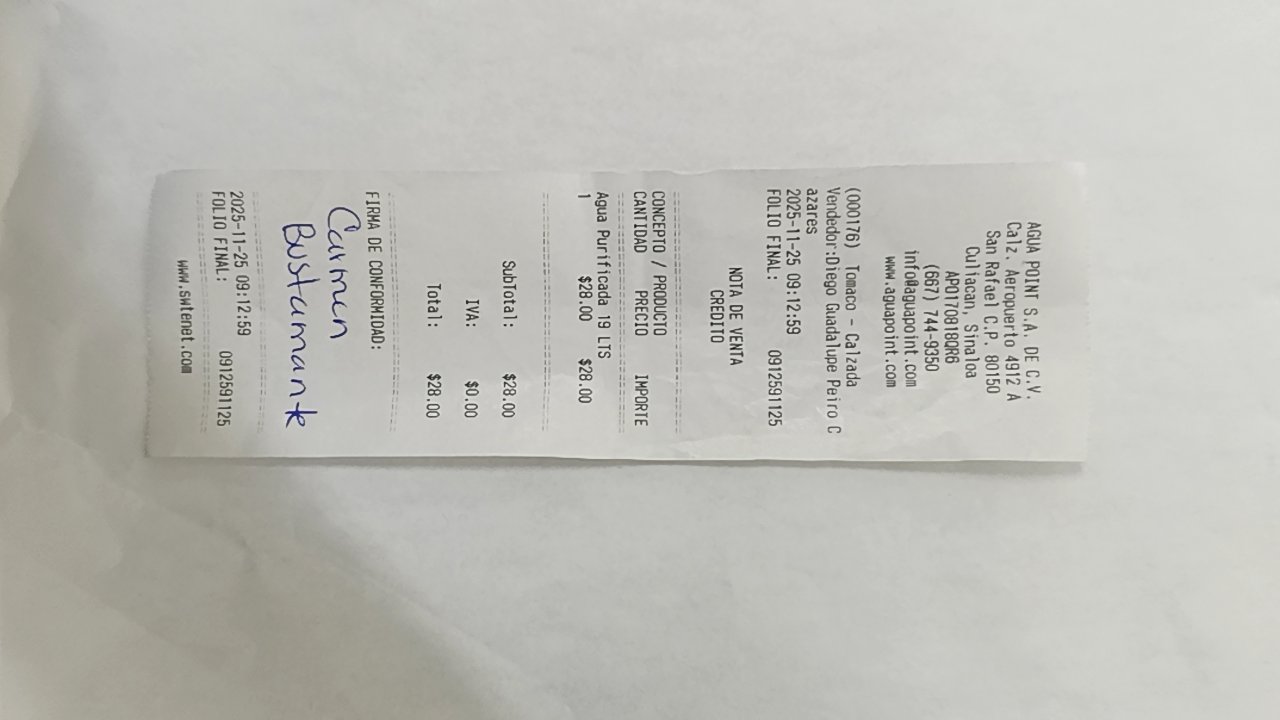 AGUA POINT S.A. DE C.V.
Calz. Aeropuerto 4912 A
San Rafael C.P. 80150
Culiacan, Sinaloa
APO170818QR6
(667) 744-9350
info@aguapoint.com
www.aguapoint.com
(000176) Tomaco - Calzada
Vendedor:Diego Guadalupe Peiro C
azares
2025-11-25 09:12:59
FOLIO FINAL: 0912591125
NOTA DE VENTA
CREDITO
CONCEPTO / PRODUCTO
CANTIDAD PRECIO IMPORTE
Agua Purificada 19 LTS
1 $28.00 $28.00
SubTotal: $28.00
IVA: $0.00
Total: $28.00
FIRMA DE CONFORMIDAD:
Carmen
Bustamante
2025-11-25 09:12:59
FOLIO FINAL: 0912591125
www.swtenet.com